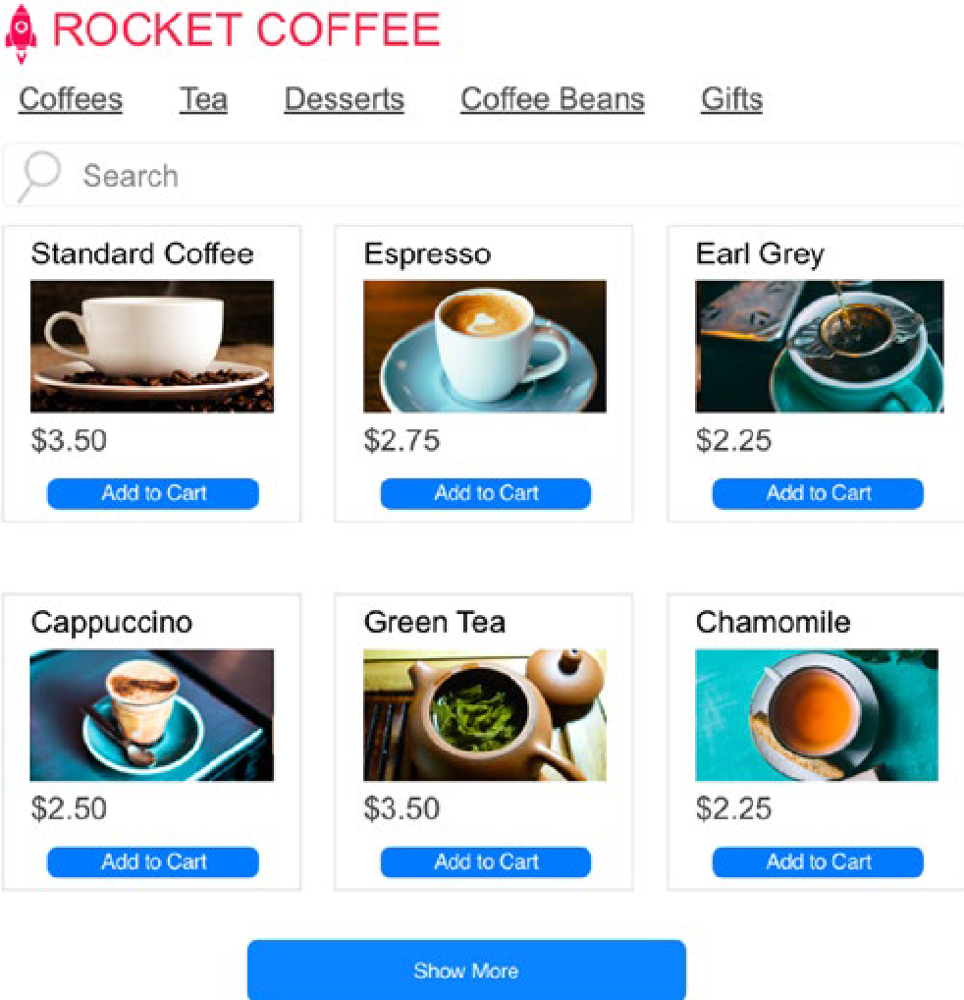 ROCKET COFFEE
Coffees Tea Desserts Coffee Beans Gifts
Search
Standard Coffee Espresso Earl Grey
$3.50 $2.75 $2.25
Add to Cart Add to Cart Add to Cart
Cappuccino Green Tea Chamomile
$2.50 $3.50 $2.25
Add to Cart Add to Cart Add to Cart
Show More